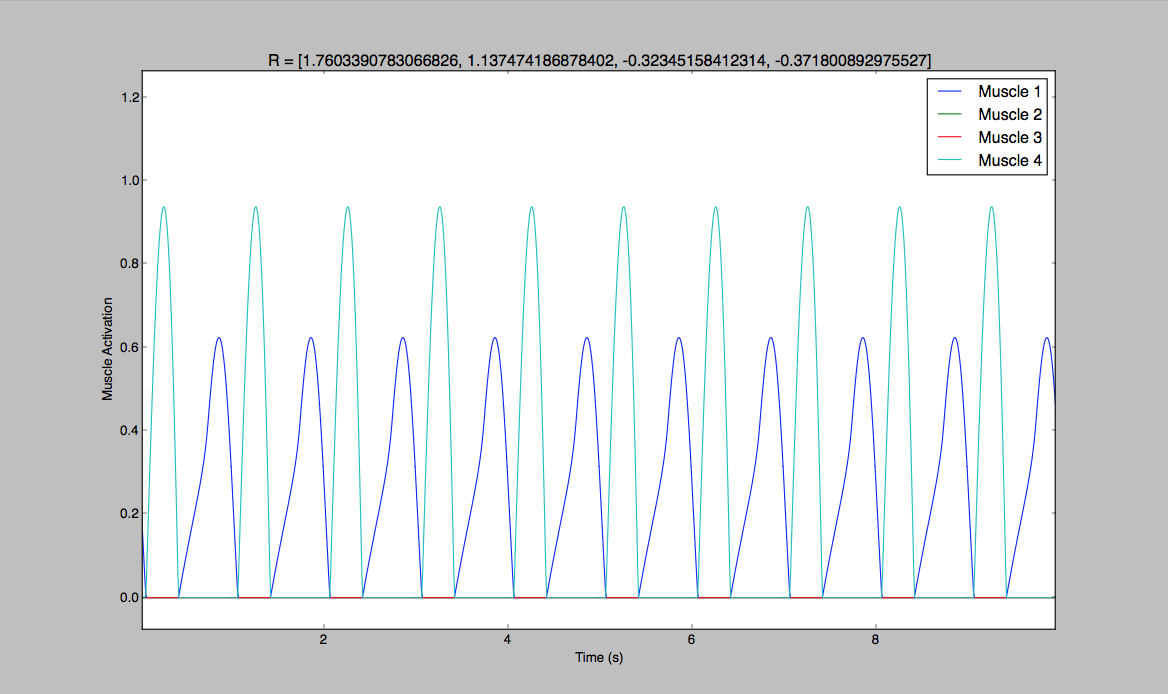 R = [1.7603390783066826, 1.137474186878402, -0.32345158412314, -0.371800892975527]
Muscle 1
Muscle 2
Muscle 3
Muscle 4
1.2
1.0
0.8
0.6
0.4
0.2
0.0
Muscle Activation
2 4 6 8
Time (s)